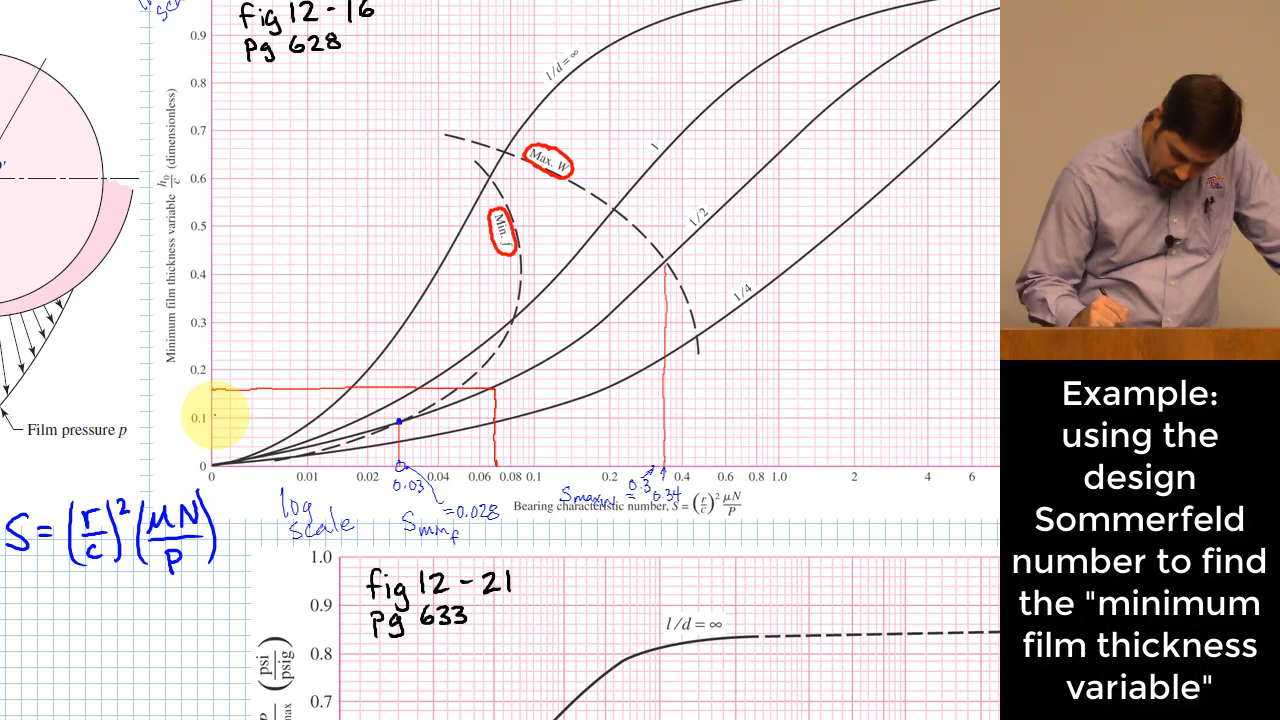 fig 12-16
Pg 628
0.9
0.8
0.7
0.6
0.5
0.4
0.3
0.2
0.1
0
Minimum film thickness variable h0/c (dimensionless)
l/d = ∞
1
1/2
1/4
Max. W
Min. f
0 0.01 0.02 0.04 0.06 0.08 0.1 0.2 0.4 0.6 0.8 1.0 2 4 6
0.03
0.3
0.34
Bearing characteristic number, S = (r/c)² μN/P
log scale
S min f = 0.028
S max w =
Film pressure p
S = (r/c)² (μN/P)
fig 12-21
Pg 633
1.0
0.9
0.8
0.7
l/d = ∞
(psi/psig)
max
Example:
using the
design
Sommerfeld
number to find
the "minimum
film thickness
variable"